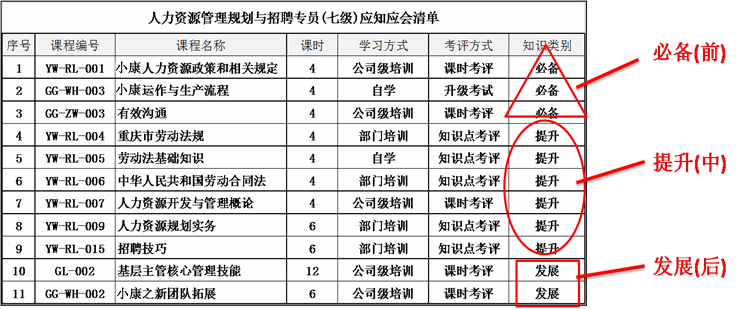 人力资源管理规划与招聘专员(七级)应知应会清单
序号 课程编号 课程名称 课时 学习方式 考评方式 知识类别
1 YW-RL-001 小康人力资源政策和相关规定 4 公司级培训 课时考评 必备
2 GG-WH-003 小康运作与生产流程 4 自学 升级考试 必备
3 GG-ZW-003 有效沟通 4 公司级培训 课时考评 必备
4 YW-RL-004 重庆市劳动法规 4 部门培训 知识点考评 提升
5 YW-RL-005 劳动法基础知识 4 自学 知识点考评 提升
6 YW-RL-006 中华人民共和国劳动合同法 4 部门培训 知识点考评 提升
7 YW-RL-007 人力资源开发与管理概论 4 公司级培训 课时考评 提升
8 YW-RL-009 人力资源规划实务 6 部门培训 知识点考评 提升
9 YW-RL-015 招聘技巧 6 部门培训 知识点考评 提升
10 GL-002 基层主管核心管理技能 12 公司级培训 课时考评 发展
11 GG-WH-002 小康之新团队拓展 6 公司级培训 课时考评 发展
必备(前)
提升(中)
发展(后)